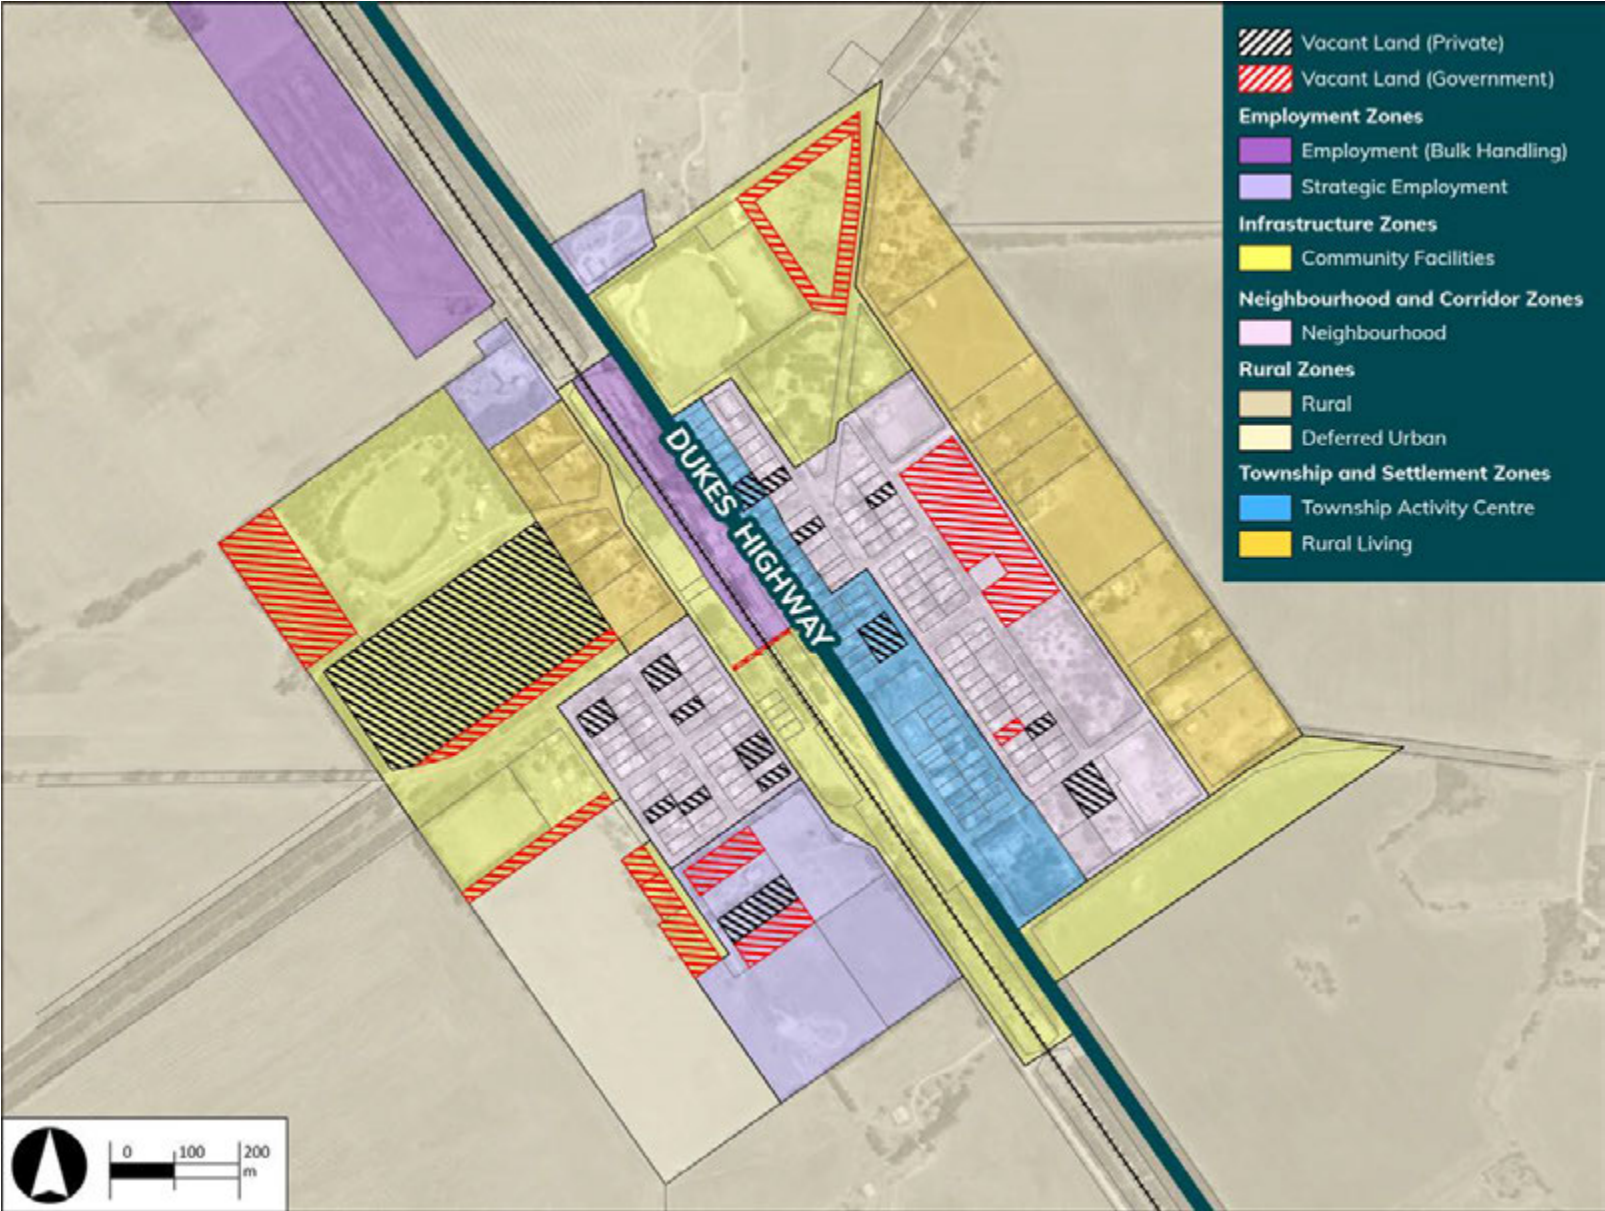 Vacant Land (Private)
Vacant Land (Government)
Employment Zones
Employment (Bulk Handling)
Strategic Employment
Infrastructure Zones
Community Facilities
Neighbourhood and Corridor Zones
Neighbourhood
Rural Zones
Rural
Deferred Urban
Township and Settlement Zones
Township Activity Centre
Rural Living
DUKES HIGHWAY
0 100 200
m